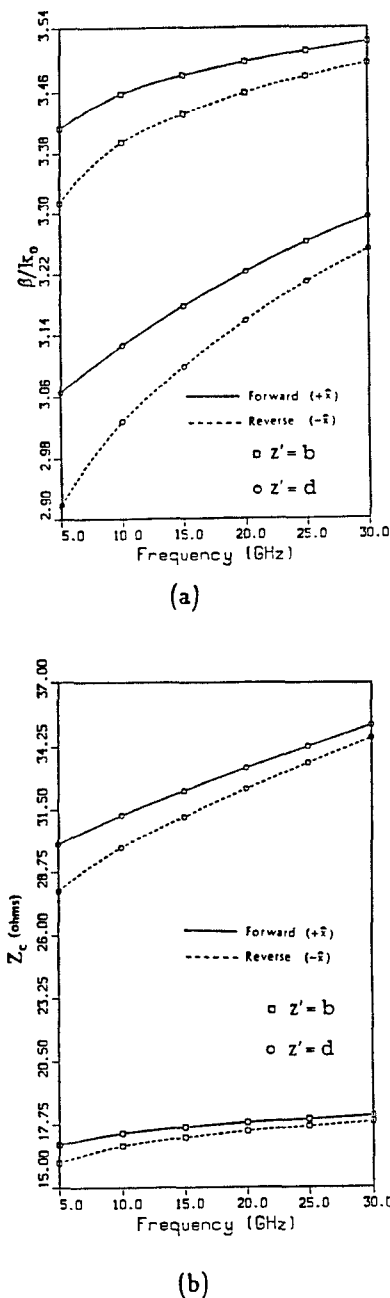 3.54
3.46
3.38
3.30
3.22
3.14
3.06
2.98
2.90
β/k₀
Forward (+x̂)
Reverse (−x̂)
z' = b
z' = d
5.0 10.0 15.0 20.0 25.0 30.0
Frequency (GHz)
(a)
37.00
34.25
31.50
28.75
26.00
23.25
20.50
17.75
15.00
Z_c (ohms)
Forward (+x̂)
Reverse (−x̂)
z' = b
z' = d
5.0 10.0 15.0 20.0 25.0 30.0
Frequency (GHz)
(b)